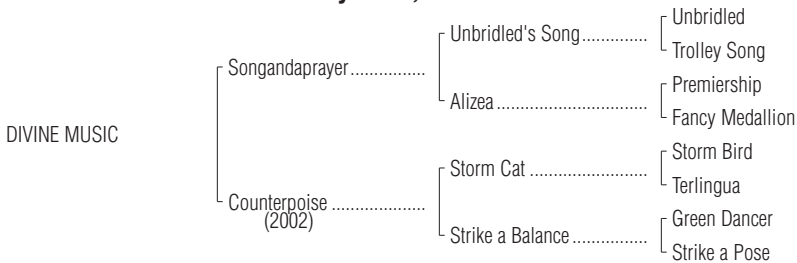 Unbridled
Unbridled's Song..............
Trolley Song
Songandaprayer................
Premiership
Alizea................................
Fancy Medallion
DIVINE MUSIC
Storm Bird
Storm Cat .........................
Terlingua
Counterpoise ....................
(2002)
Green Dancer
Strike a Balance................
Strike a Pose